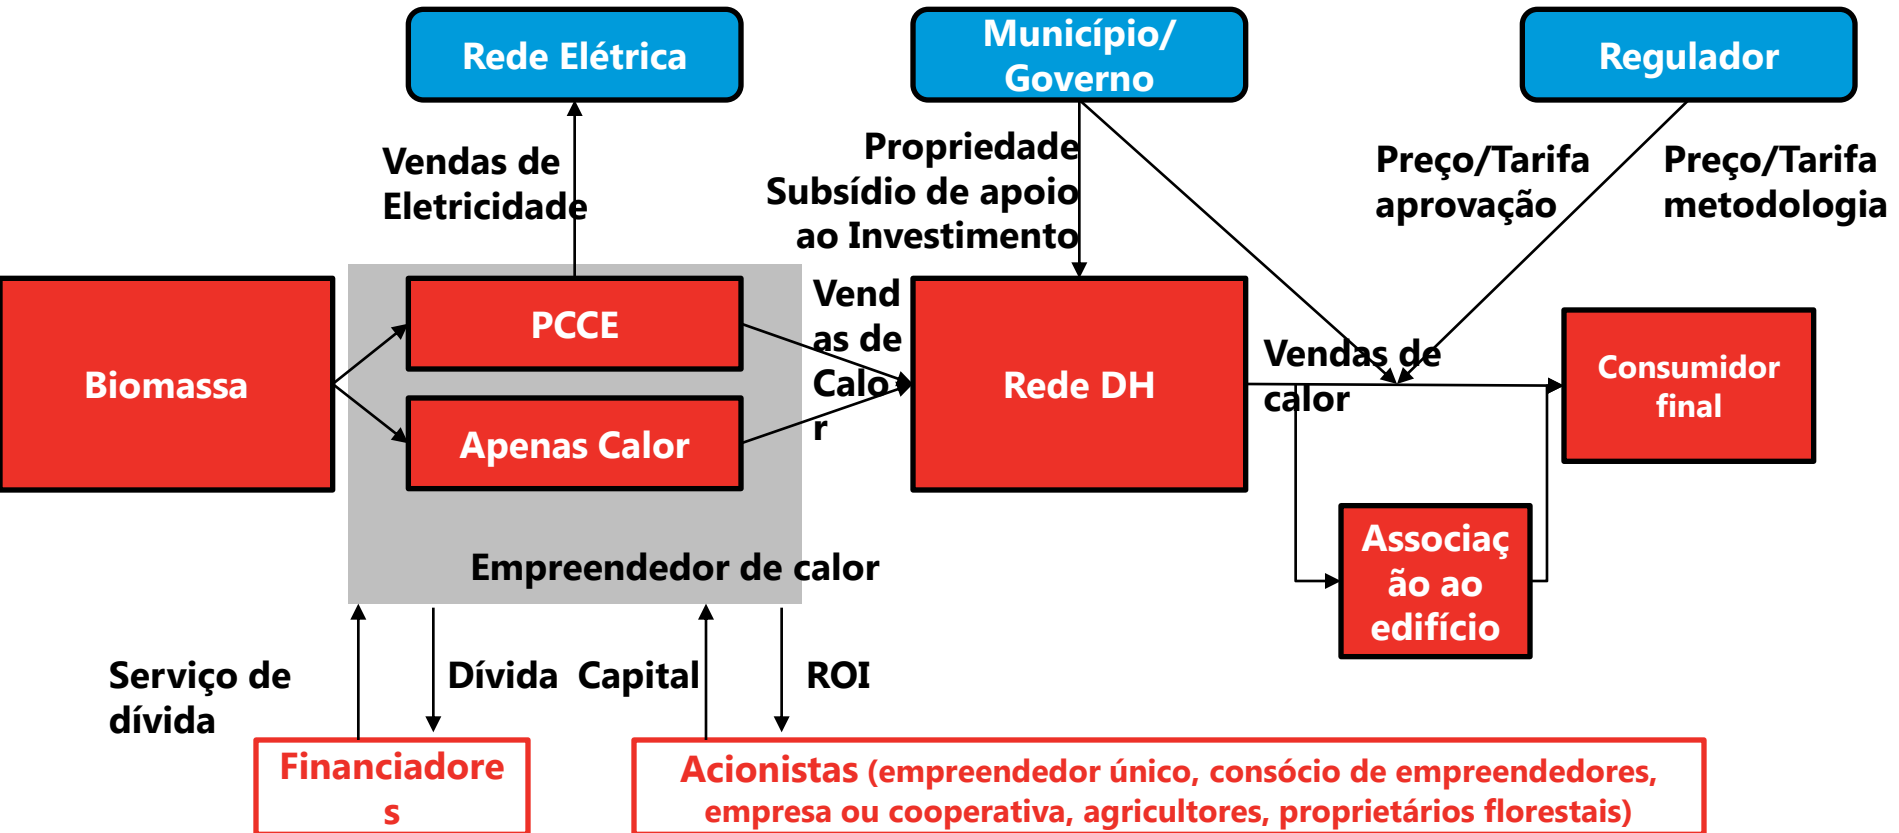 Rede Elétrica
Município/
Governo
Regulador
Vendas de
Eletricidade
Propriedade
Subsídio de apoio
ao Investimento
Preço/Tarifa
aprovação
Preço/Tarifa
metodologia
Biomassa
PCCE
Apenas Calor
Empreendedor de calor
Vend
as de
Calo
r
Rede DH
Vendas de
calor
Consumidor
final
Associaç
ão ao
edifício
Serviço de
dívida
Dívida
Capital
ROI
Financiadore
s
Acionistas (empreendedor único, consócio de empreendedores,
empresa ou cooperativa, agricultores, proprietários florestais)